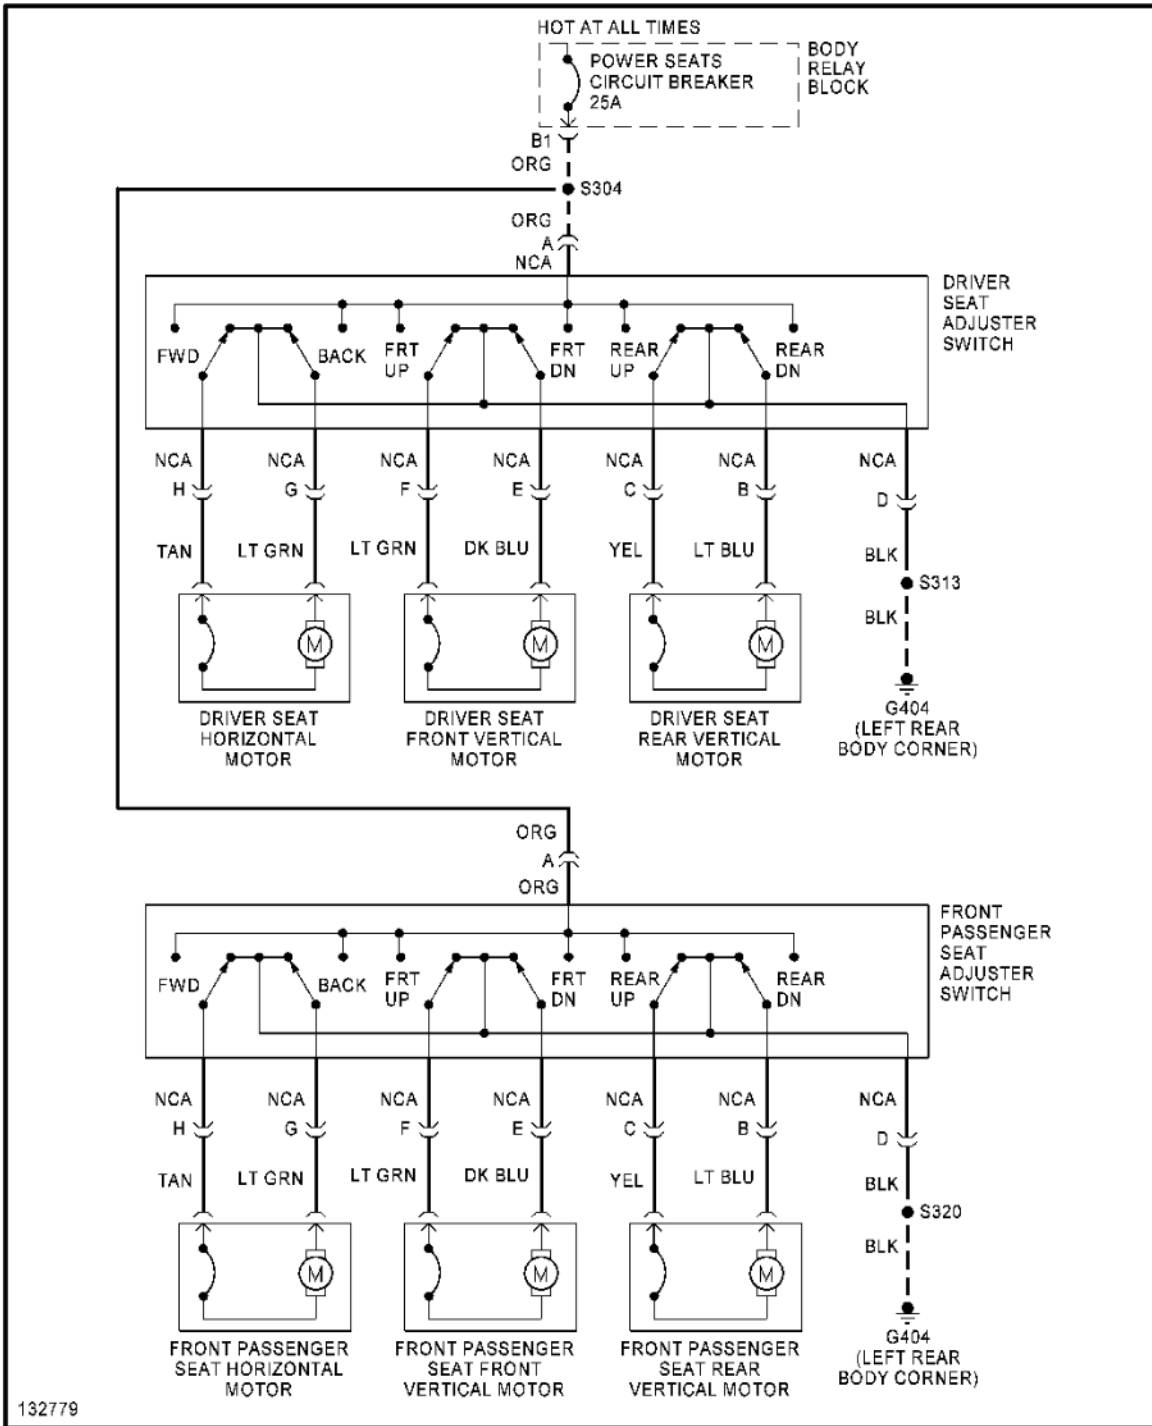 HOT AT ALL TIMES
POWER SEATS
CIRCUIT BREAKER
25A
BODY
RELAY
BLOCK
B1
ORG
S304
ORG
A
NCA
DRIVER
SEAT
ADJUSTER
SWITCH
FWD
BACK
FRT
UP
FRT
DN
REAR
UP
REAR
DN
NCA NCA NCA NCA NCA NCA NCA
H G F E C B D
TAN LT GRN LT GRN DK BLU YEL LT BLU BLK
S313
BLK
M M M
G404
(LEFT REAR
BODY CORNER)
DRIVER SEAT
HORIZONTAL
MOTOR
DRIVER SEAT
FRONT VERTICAL
MOTOR
DRIVER SEAT
REAR VERTICAL
MOTOR
ORG
A
ORG
FRONT
PASSENGER
SEAT
ADJUSTER
SWITCH
FWD
BACK
FRT
UP
FRT
DN
REAR
UP
REAR
DN
NCA NCA NCA NCA NCA NCA NCA
H G F E C B D
TAN LT GRN LT GRN DK BLU YEL LT BLU BLK
S320
BLK
M M M
G404
(LEFT REAR
BODY CORNER)
FRONT PASSENGER
SEAT HORIZONTAL
MOTOR
FRONT PASSENGER
SEAT FRONT
VERTICAL MOTOR
FRONT PASSENGER
SEAT REAR
VERTICAL MOTOR
132779